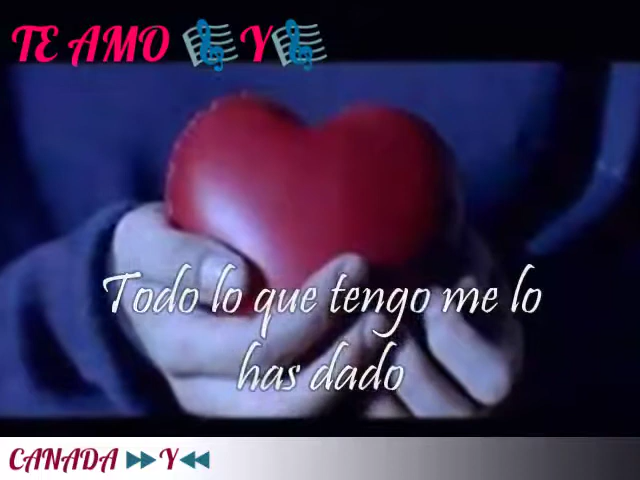 TE AMO 🎼Y🎼
Todo lo que tengo me lo
has dado
CANADA ⏩Y⏪